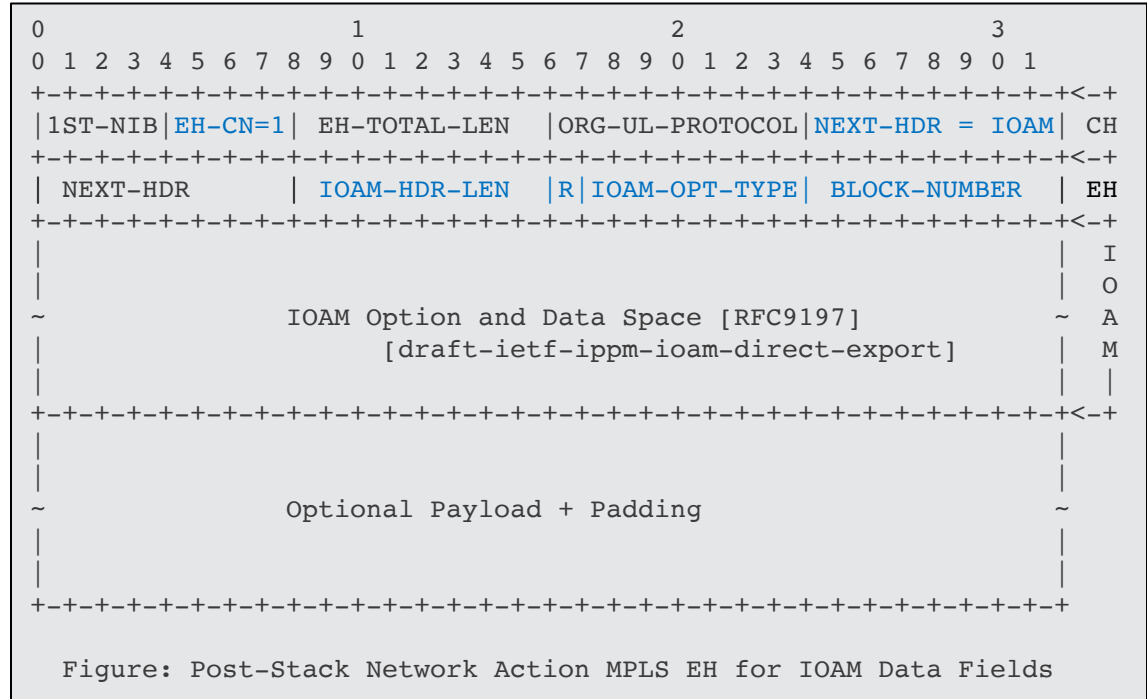 0                   1                   2                   3
0 1 2 3 4 5 6 7 8 9 0 1 2 3 4 5 6 7 8 9 0 1 2 3 4 5 6 7 8 9 0 1
+-+-+-+-+-+-+-+-+-+-+-+-+-+-+-+-+-+-+-+-+-+-+-+-+-+-+-+-+-+-+-+-+<-+
|1ST-NIB|EH-CN=1| EH-TOTAL-LEN  |ORG-UL-PROTOCOL|NEXT-HDR = IOAM| CH
+-+-+-+-+-+-+-+-+-+-+-+-+-+-+-+-+-+-+-+-+-+-+-+-+-+-+-+-+-+-+-+-+<-+
| NEXT-HDR      | IOAM-HDR-LEN  |R|IOAM-OPT-TYPE| BLOCK-NUMBER  | EH
+-+-+-+-+-+-+-+-+-+-+-+-+-+-+-+-+-+-+-+-+-+-+-+-+-+-+-+-+-+-+-+-+<-+
|                                                               |  I
|                                                               |  O
~               IOAM Option and Data Space [RFC9197]            ~  A
|                     [draft-ietf-ippm-ioam-direct-export]      |  M
|                                                               |  |
+-+-+-+-+-+-+-+-+-+-+-+-+-+-+-+-+-+-+-+-+-+-+-+-+-+-+-+-+-+-+-+-+<-+
|                                                               |
|                                                               |
~               Optional Payload + Padding                      ~
|                                                               |
|                                                               |
+-+-+-+-+-+-+-+-+-+-+-+-+-+-+-+-+-+-+-+-+-+-+-+-+-+-+-+-+-+-+-+-+
Figure: Post-Stack Network Action MPLS EH for IOAM Data Fields